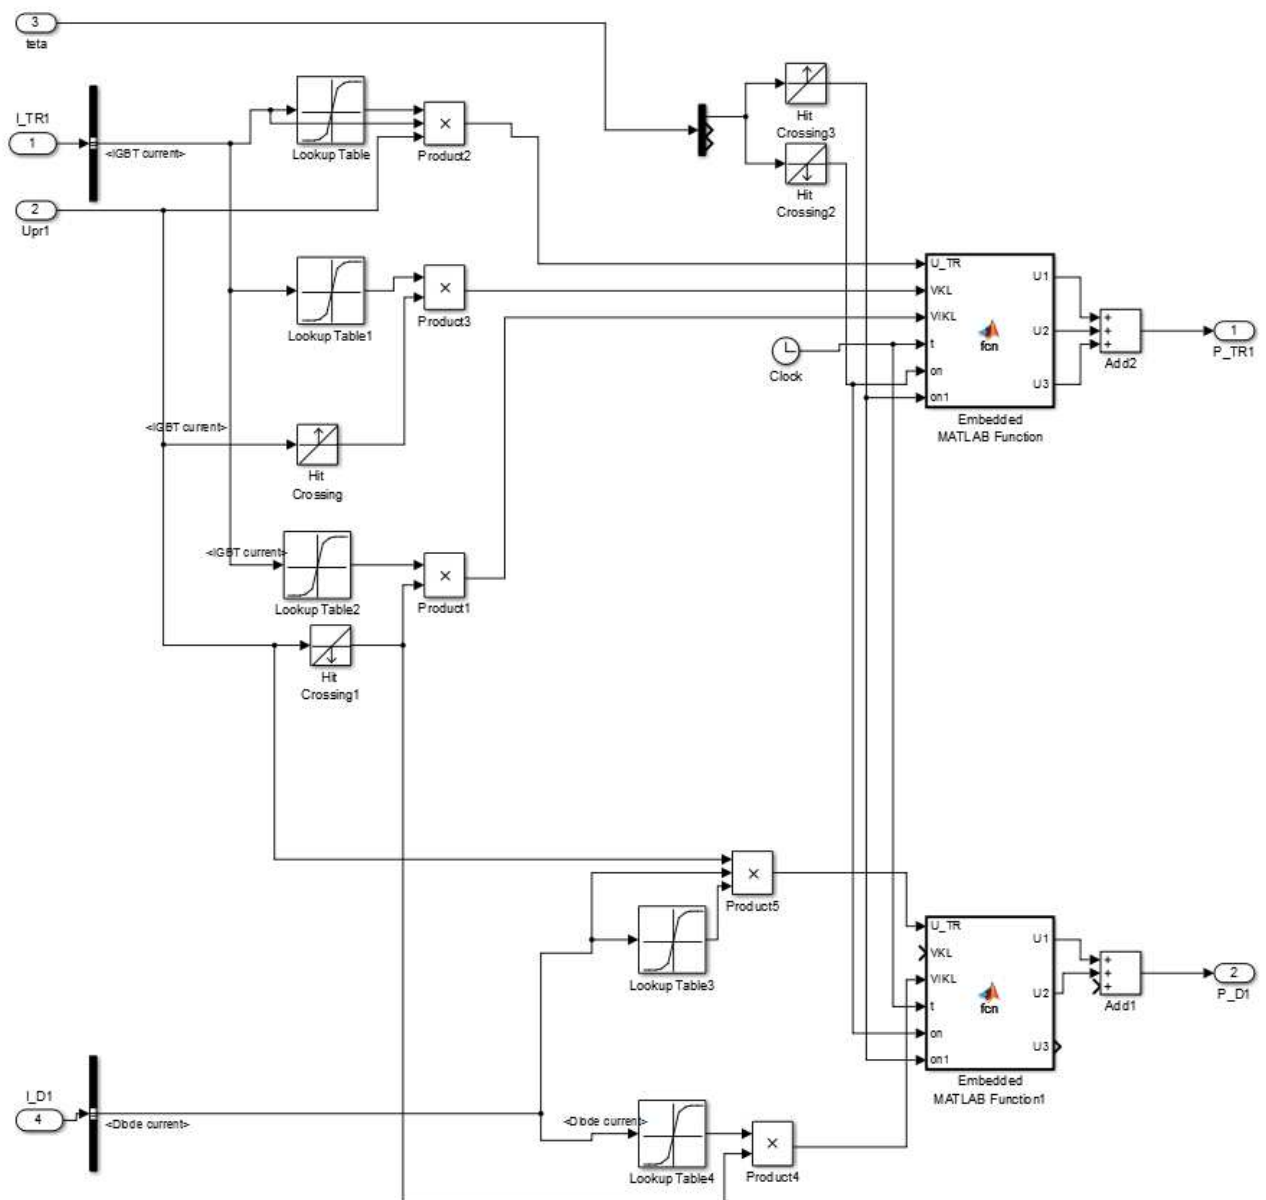 3
teta
I_TR1
1
<IGBT current>
Lookup Table
×
Product2
Hit
Crossing3
Hit
Crossing2
2
Upr1
Lookup Table1
×
Product3
U_TR
VKL
VIKL
t
on
on1
fcn
U1
U2
U3
Embedded
MATLAB Function
+
+
+
Add2
1
P_TR1
Clock
<IGBT current>
Hit
Crossing
<IGBT current>
Lookup Table2
×
Product1
Hit
Crossing1
×
Product5
Lookup Table3
U_TR
VKL
VIKL
t
on
on1
fcn
U1
U2
U3
Embedded
MATLAB Function1
+
+
+
Add1
2
P_D1
I_D1
4
<Diode current>
<Diode current>
Lookup Table4
×
Product4